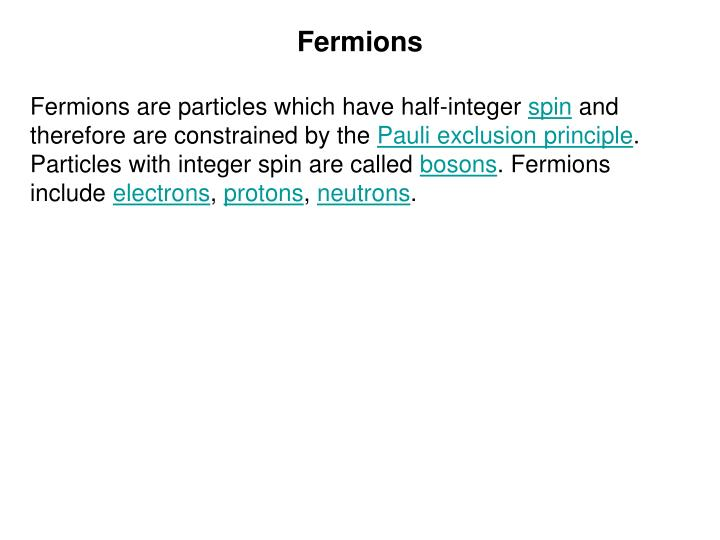 Fermions
Fermions are particles which have half-integer spin and
therefore are constrained by the Pauli exclusion principle.
Particles with integer spin are called bosons. Fermions
include electrons, protons, neutrons.